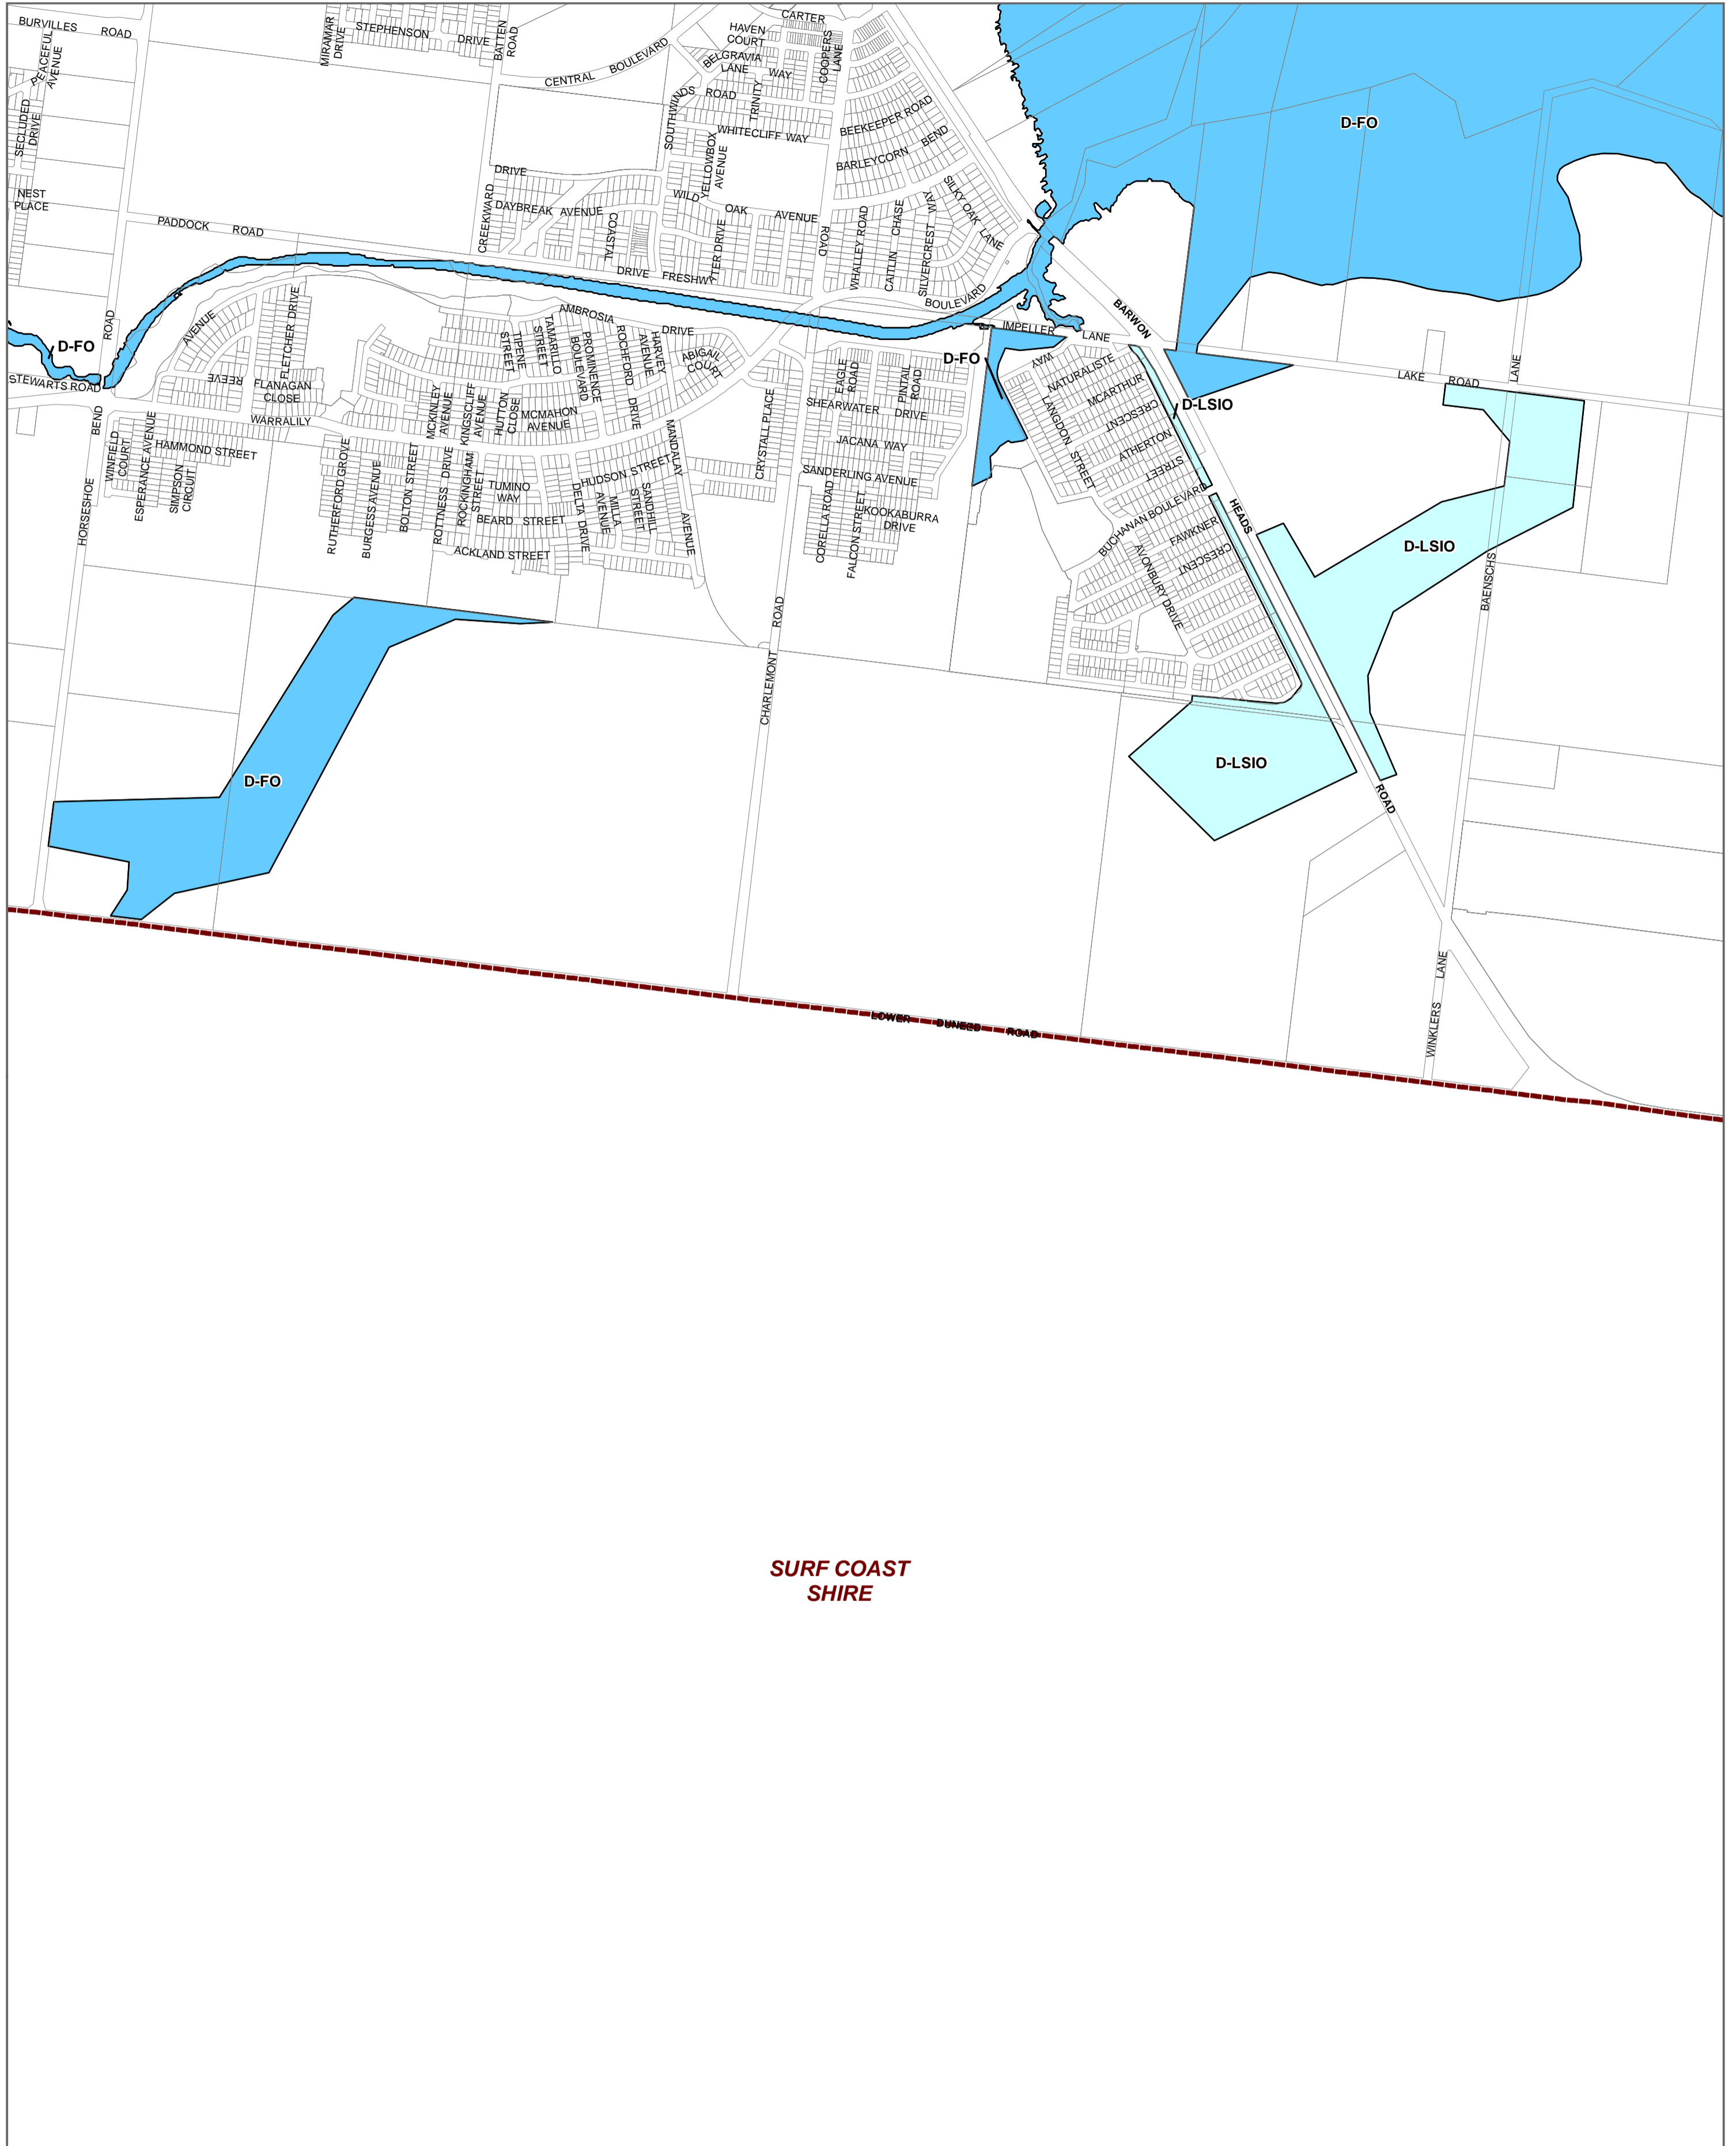 BURVILLES ROAD
PEACEFUL
AVENUE
SECLUDED
DRIVE
NEST
PLACE
MIRAMAR
DRIVE
STEPHENSON DRIVE
BATTEN
ROAD
CENTRAL BOULEVARD
CARTER
HAVEN
COURT
BELGRAVIA
LANE WAY
COOPERS
LANE
SOUTHWINDS ROAD
TRINITY
WHITECLIFF WAY
YELLOWBOX
AVENUE
BEEKEEPER ROAD
BARLEYCORN BEND
D-FO
DRIVE
CREEKWARD
DAYBREAK AVENUE
COASTAL
WILD OAK AVENUE
TER DRIVE
ROAD
WHALLEY ROAD
CAITLIN CHASE
SILVERCREST WAY
SILKY OAK LANE
PADDOCK ROAD
DRIVE FRESHWY
BOULEVARD
BARWON
IMPELLER LANE
ROAD
AVENUE
FLETCHER DRIVE
AMBROSIA DRIVE
TIPENE
STREET
TAMARILLO
STREET
PROMINENCE
BOULEVARD
ROCHFORD DRIVE
HARVEY
AVENUE
ABIGAIL
COURT
D-FO
STEWARTS ROAD
REEVE
FLANAGAN
CLOSE
WARRALILY
D-FO
WAY
NATURALISTE
MCARTHUR
CRESCENT
LANGDON STREET
ATHERTON
STREET
D-LSIO
LAKE ROAD
LANE
EAGLE
ROAD
PINTAIL
ROAD
SHEARWATER DRIVE
JACANA WAY
SANDERLING AVENUE
CRYSTALL PLACE
MCKINLEY
AVENUE
KINGSCLIFF
AVENUE
HUTTON
CLOSE
MCMAHON
AVENUE
BEND
HORSESHOE
WINFIELD
COURT
ESPERANCE AVENUE
HAMMOND STREET
SIMPSON
CIRCUIT
RUTHERFORD GROVE
BURGESS AVENUE
BOLTON STREET
ROTTNESS DRIVE
ROCKINGHAM
STREET
TUMINO
WAY
BEARD STREET
ACKLAND STREET
HUDSON STREET
DELTA DRIVE
MILLA
AVENUE
SANDHILL
STREET
MANDALAY
AVENUE
CORELLA ROAD
FALCON STREET
KOOKABURRA
DRIVE
BUCHANAN BOULEVARD
HEADS
FAWKNER
CRESCENT
AVONBURY DRIVE
D-LSIO
BAENSCHS
CHARLEMONT ROAD
D-FO
D-LSIO
ROAD
WINKLERS LANE
LOWER DUNEED ROAD
SURF COAST
SHIRE